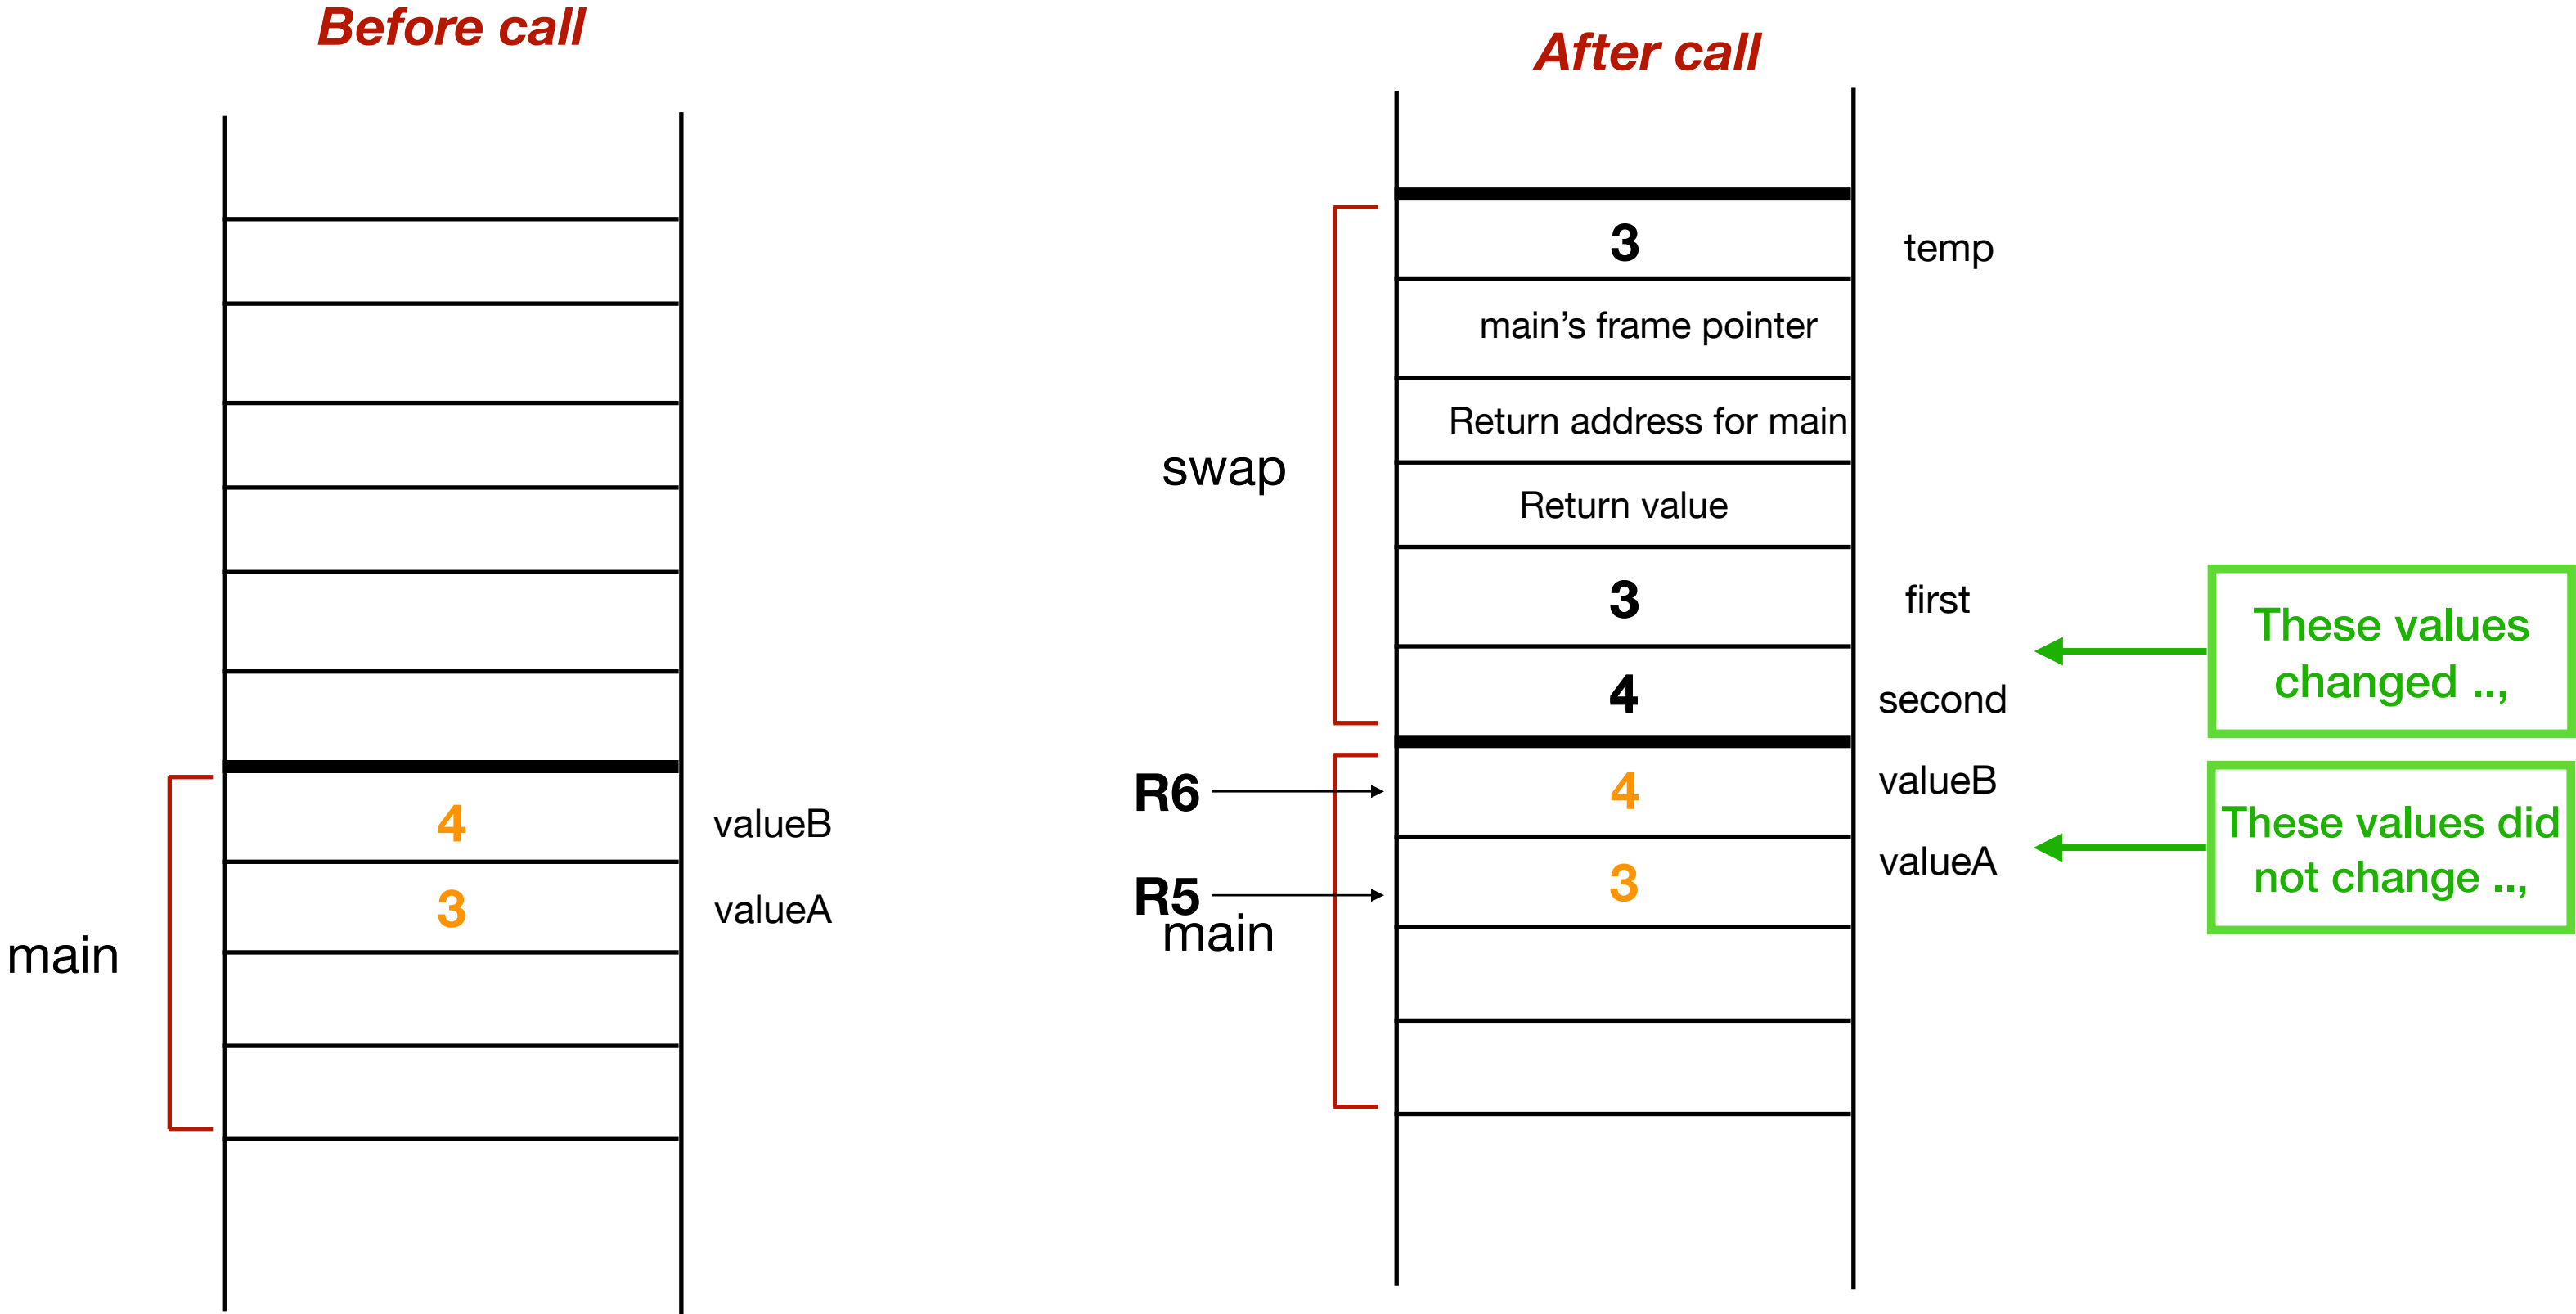 Before call
4
valueB
3
valueA
main
After call
3
temp
main’s frame pointer
Return address for main
swap
Return value
3
first
These values
changed ..,
4
second
R6
4
valueB
These values did
not change ..,
R5
3
valueA
main